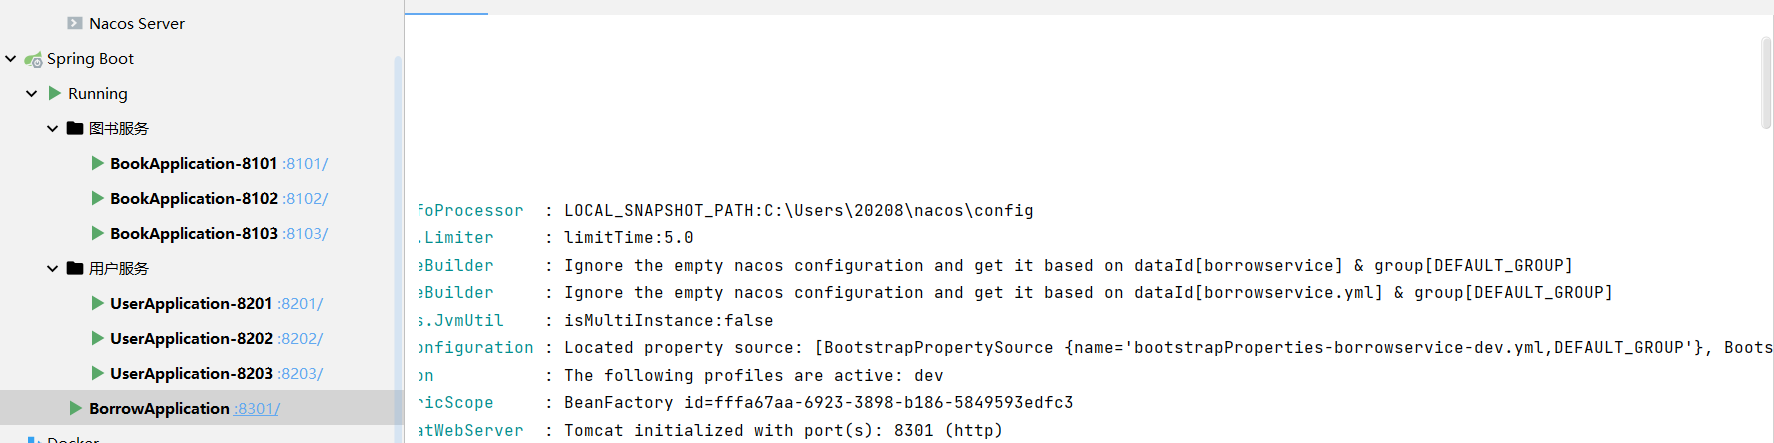 Nacos Server
Spring Boot
Running
图书服务
BookApplication-8101 :8101/
BookApplication-8102 :8102/
BookApplication-8103 :8103/
用户服务
UserApplication-8201 :8201/
UserApplication-8202 :8202/
UserApplication-8203 :8203/
BorrowApplication :8301/
Docker
foProcessor : LOCAL_SNAPSHOT_PATH:C:\Users\20208\nacos\config
.Limiter : limitTime:5.0
eBuilder : Ignore the empty nacos configuration and get it based on dataId[borrowservice] & group[DEFAULT_GROUP]
eBuilder : Ignore the empty nacos configuration and get it based on dataId[borrowservice.yml] & group[DEFAULT_GROUP]
s.JvmUtil : isMultiInstance:false
onfiguration : Located property source: [BootstrapPropertySource {name='bootstrapProperties-borrowservice-dev.yml,DEFAULT_GROUP'}, Boots
on : The following profiles are active: dev
ricScope : BeanFactory id=fffa67aa-6923-3898-b186-5849593edfc3
atWebServer : Tomcat initialized with port(s): 8301 (http)